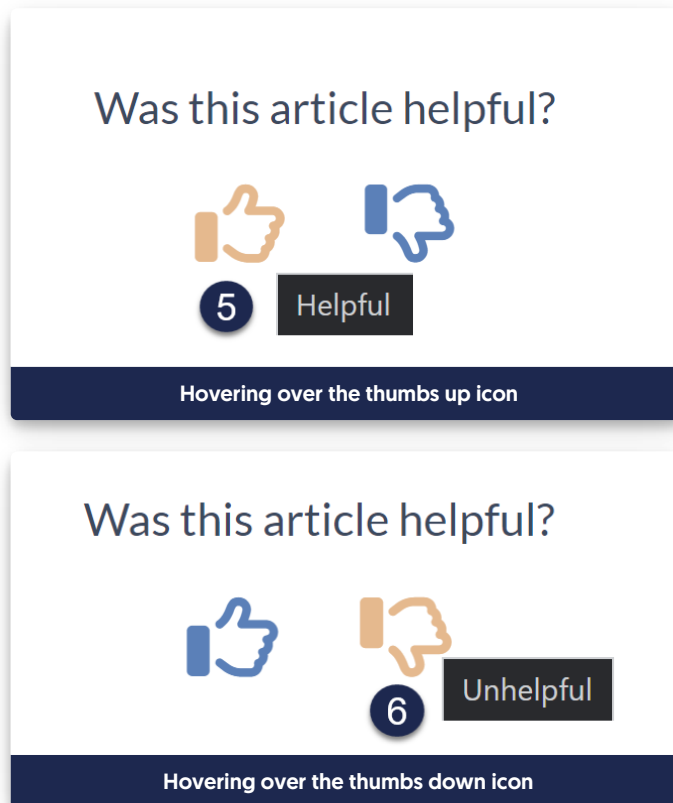 Was this article helpful?
5
Helpful
Hovering over the thumbs up icon
Was this article helpful?
Unhelpful
6
Hovering over the thumbs down icon